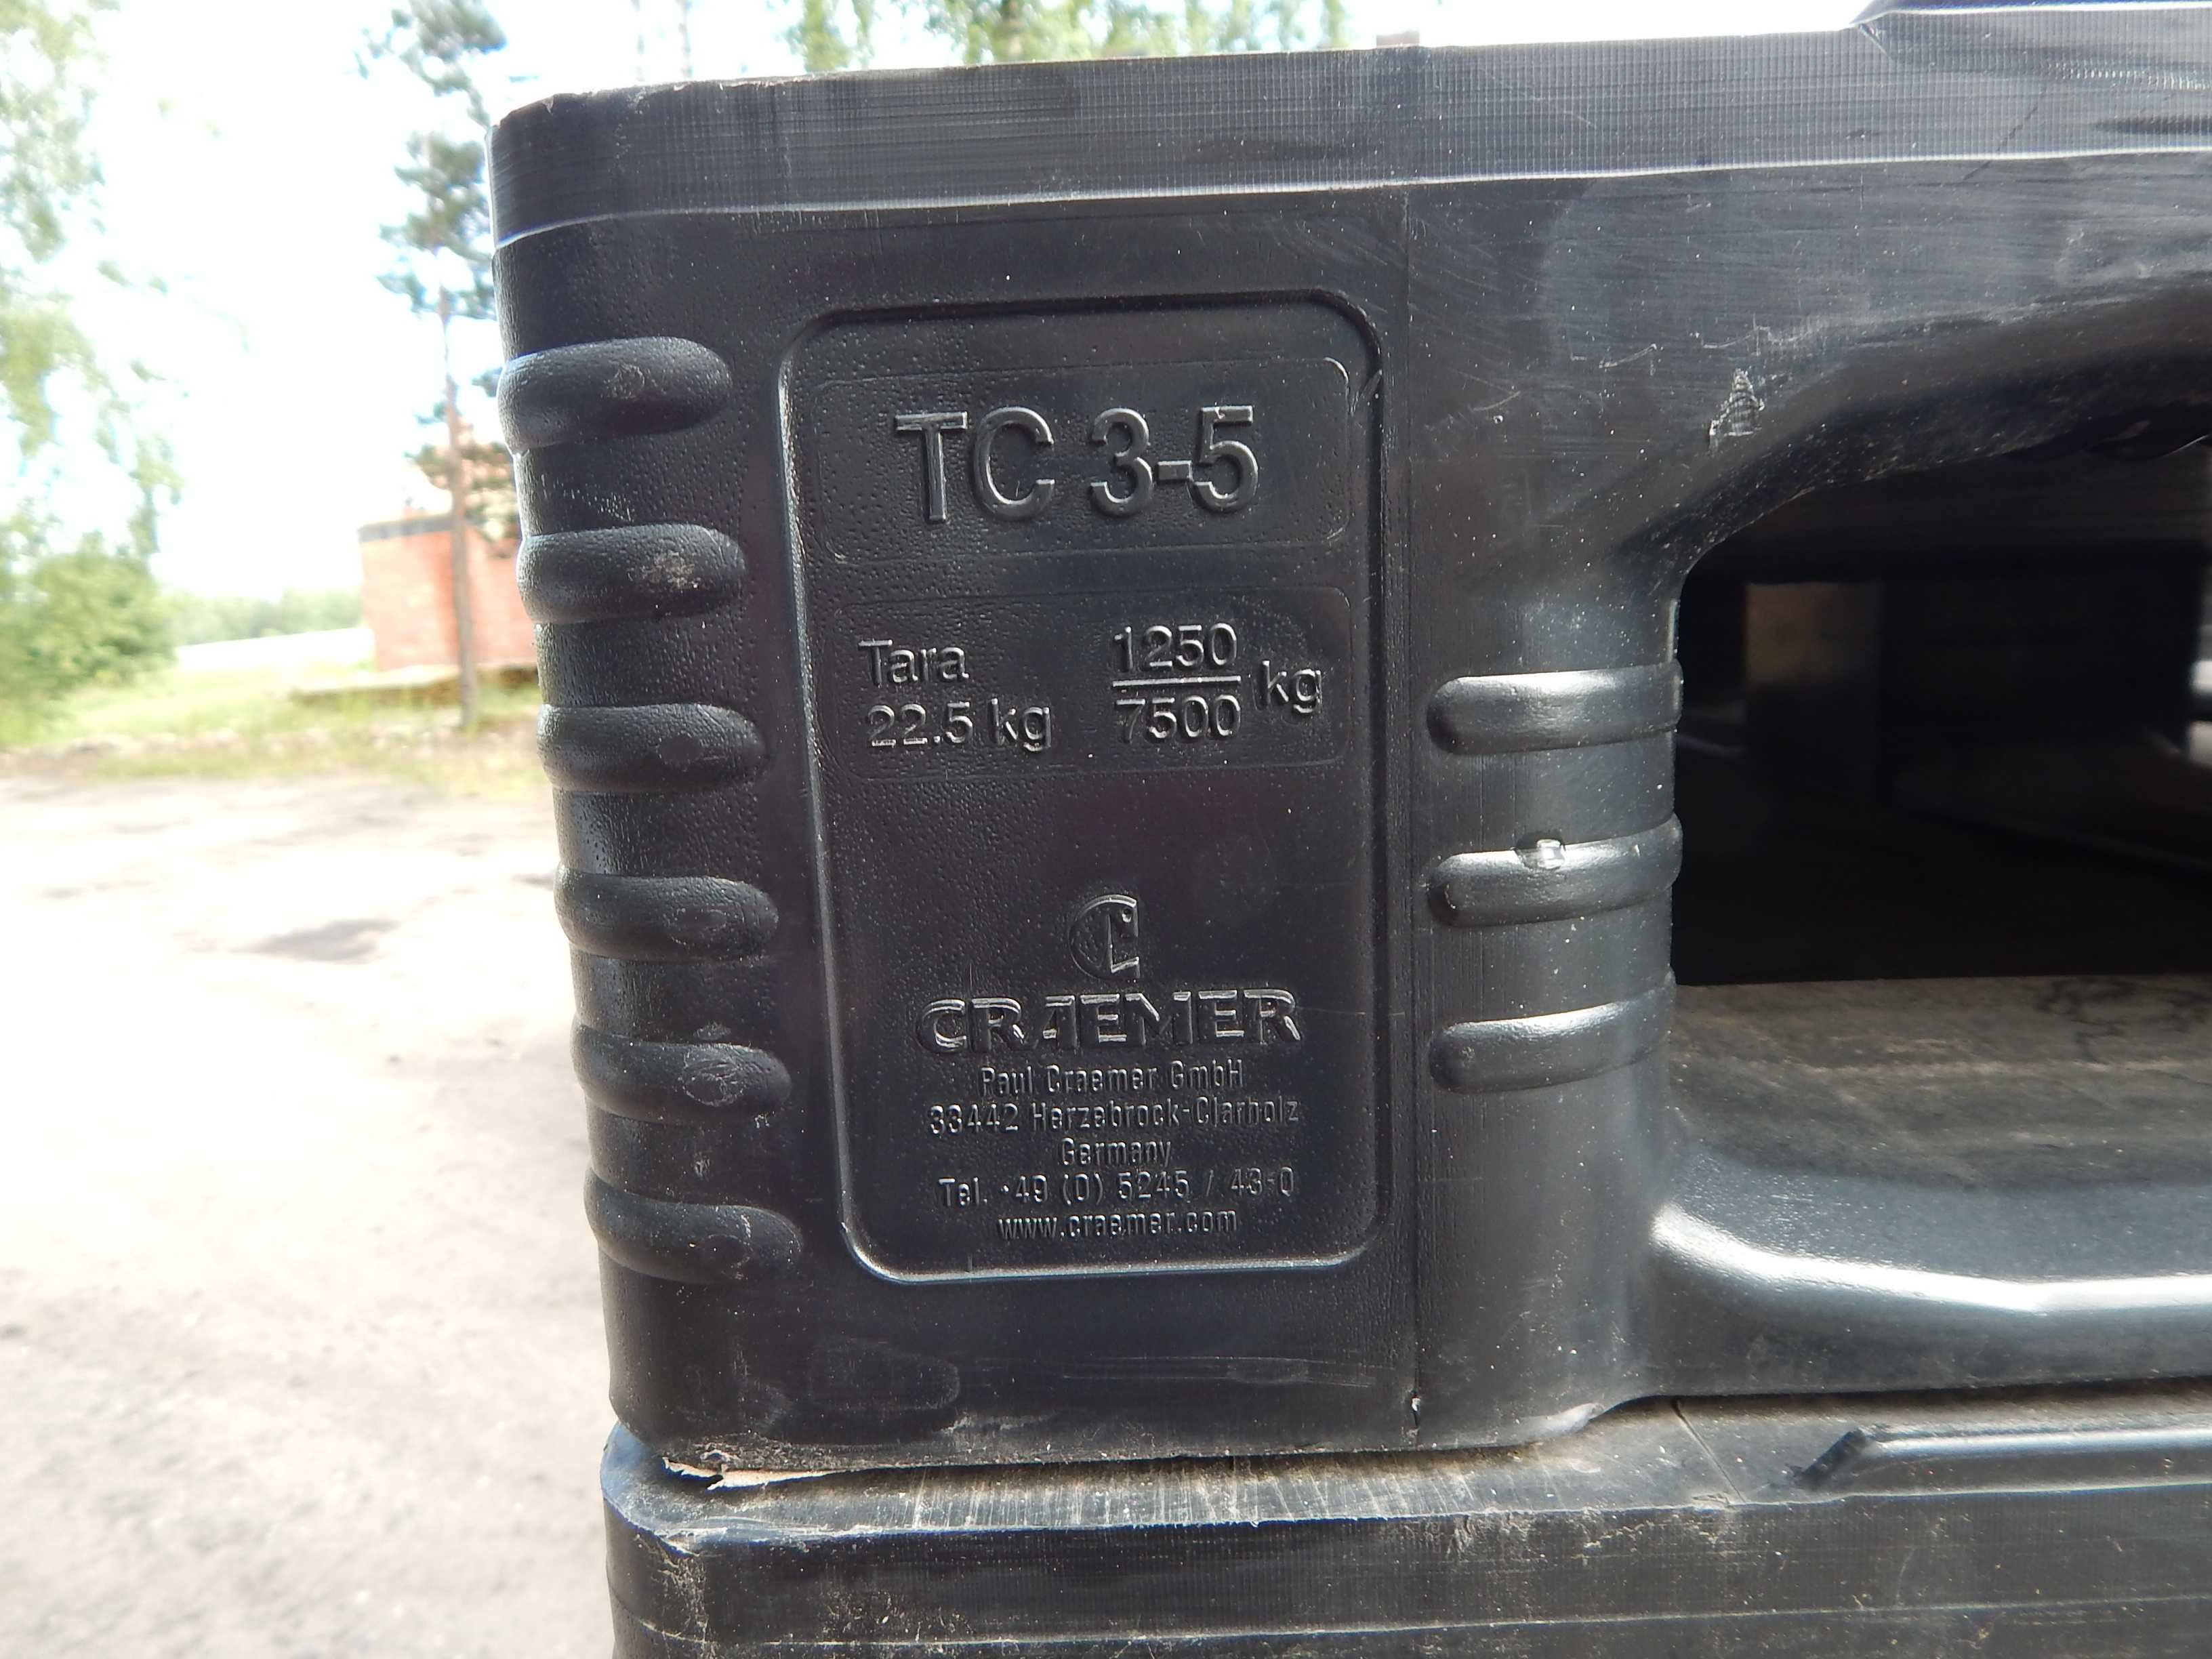 TC 3-5
Tara
22.5 kg
1250
7500 kg
CRAEMER
Paul Craemer GmbH
33442 Herzebrock-Clarholz
Germany
Tel. +49 (0) 5245 / 43-0
www.craemer.com